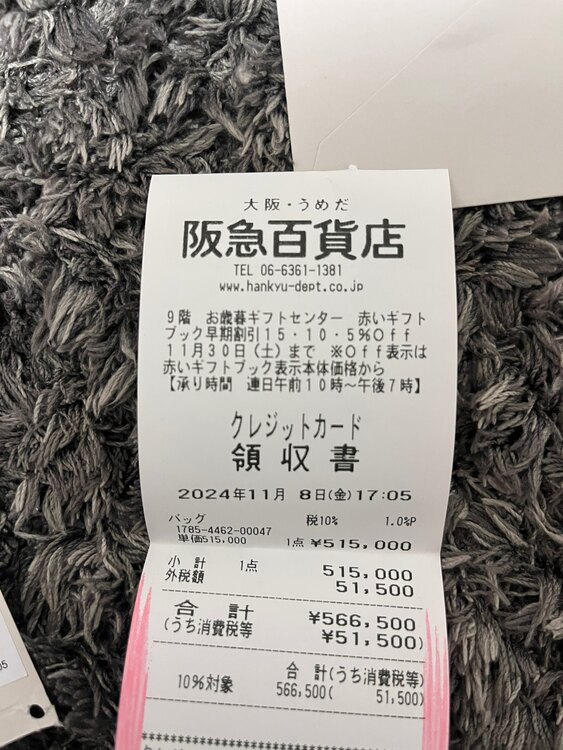 大阪・うめだ
阪急百貨店
TEL 06-6361-1381
www.hankyu-dept.co.jp
9階 お歳暮ギフトセンター 赤いギフト
ブック早期割引15・10・5%Off
11月30日(土)まで ※Off表示は
赤いギフトブック表示本体価格から
【承り時間 連日午前10時〜午後7時】
クレジットカード
領収書
2024年11月 8日(金)17:05
バッグ 税10% 1.0%P
1785-4462-00047
単価515,000 1点 ¥515,000
小 計 1点 515,000
外税額 51,500
合 計 ¥566,500
(うち消費税等 ¥51,500)
合 計(うち消費税等)
10%対象 566,500( 51,500)
05